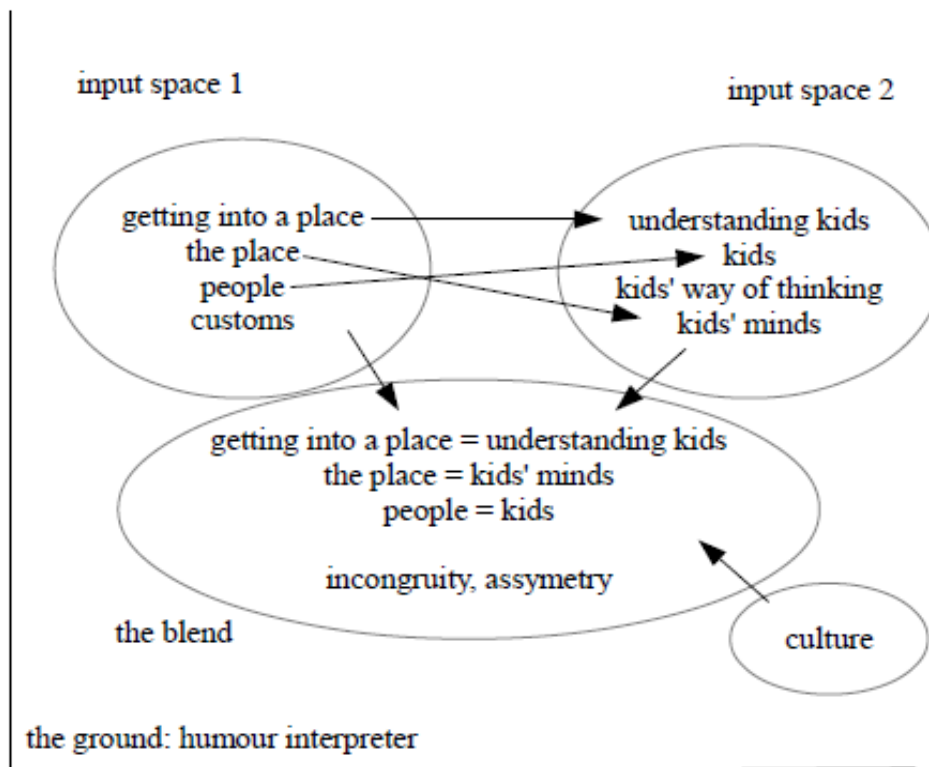 input space 1
input space 2
getting into a place
the place
people
customs
understanding kids
kids
kids' way of thinking
kids' minds
getting into a place = understanding kids
the place = kids' minds
people = kids
incongruity, assymetry
the blend
culture
the ground: humour interpreter